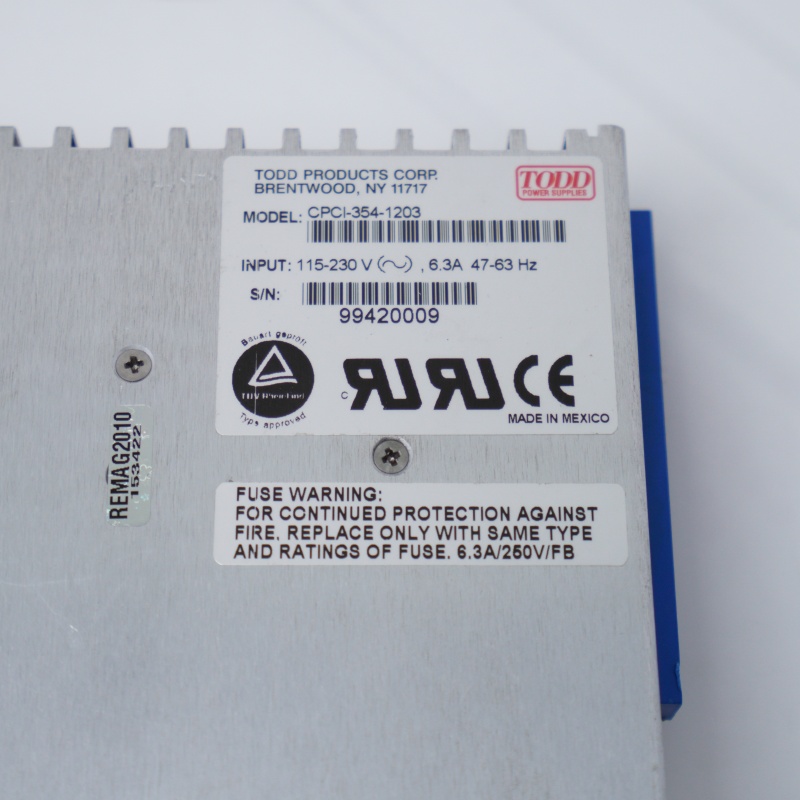 TODD PRODUCTS CORP.
BRENTWOOD, NY 11717
TODD
POWER SUPPLIES
MODEL: CPCI-354-1203
INPUT: 115-230 V (~) , 6.3A 47-63 Hz
S/N:
99420009
Bauart geprüft
TÜV Rheinland
Type approved
c RU RU CE
MADE IN MEXICO
REMAG2010
153422
FUSE WARNING:
FOR CONTINUED PROTECTION AGAINST
FIRE, REPLACE ONLY WITH SAME TYPE
AND RATINGS OF FUSE. 6.3A/250V/FB